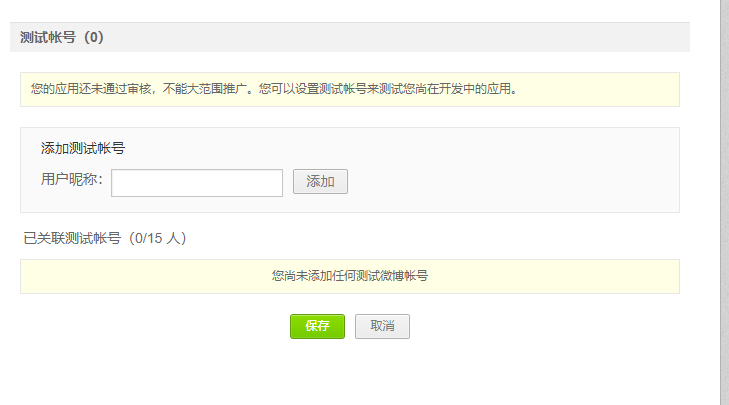 测试帐号（0）
您的应用还未通过审核，不能大范围推广。您可以设置测试帐号来测试您尚在开发中的应用。
添加测试帐号
用户昵称： 添加
已关联测试帐号（0/15 人）
您尚未添加任何测试微博帐号
保存 取消